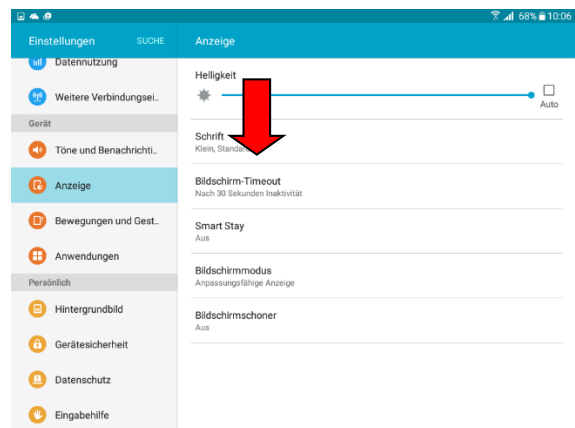 68% 10:06
Einstellungen SUCHE
Datennutzung
Weitere Verbindungsei..
Gerät
Töne und Benachrichti..
Anzeige
Bewegungen und Gest..
Anwendungen
Persönlich
Hintergrundbild
Gerätesicherheit
Datenschutz
Eingabehilfe
Anzeige
Helligkeit
Auto
Schrift
Klein, Standard
Bildschirm-Timeout
Nach 30 Sekunden Inaktivität
Smart Stay
Aus
Bildschirmmodus
Anpassungsfähige Anzeige
Bildschirmschoner
Aus